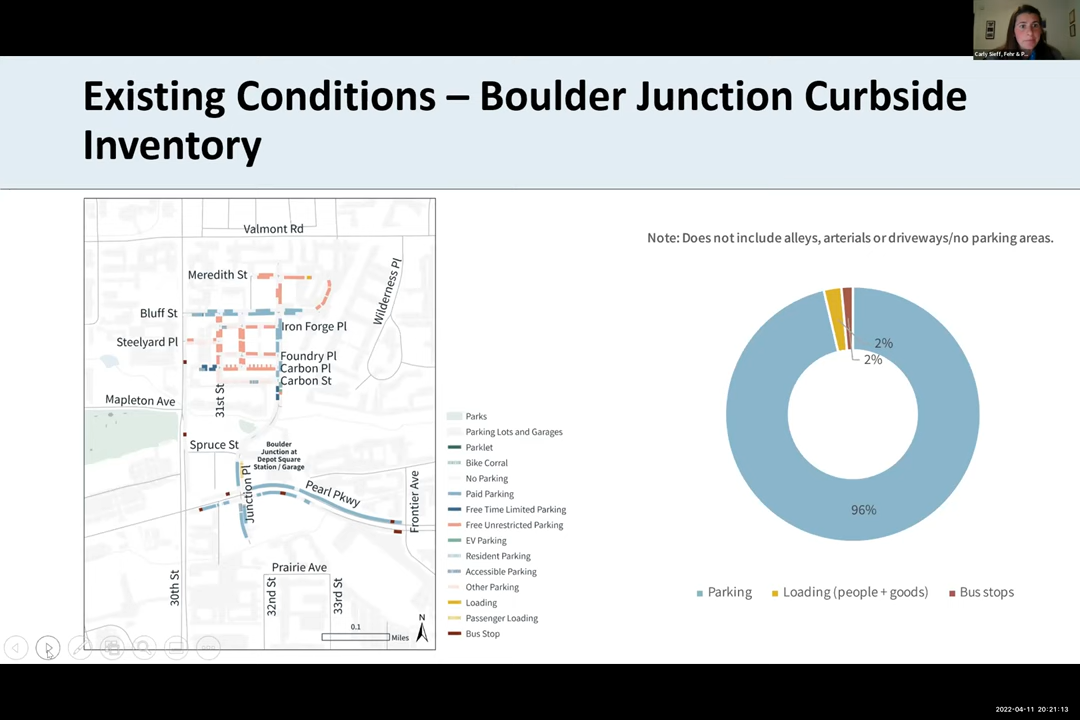 Carly Sieff, Fehr & P...
Existing Conditions – Boulder Junction Curbside
Inventory
Valmont Rd
Meredith St
Wilderness Pl
Bluff St
Iron Forge Pl
Steelyard Pl
Foundry Pl
Carbon Pl
Carbon St
31st St
Mapleton Ave
Spruce St
Boulder
Junction at
Depot Square
Station / Garage
Junction Pl
Pearl Pkwy
Frontier Ave
Prairie Ave
30th St
32nd St
33rd St
0.1
Miles
N
Parks
Parking Lots and Garages
Parklet
Bike Corral
No Parking
Paid Parking
Free Time Limited Parking
Free Unrestricted Parking
EV Parking
Resident Parking
Accessible Parking
Other Parking
Loading
Passenger Loading
Bus Stop
Note: Does not include alleys, arterials or driveways/no parking areas.
2%
2%
96%
Parking
Loading (people + goods)
Bus stops
2022-04-11 20:21:13